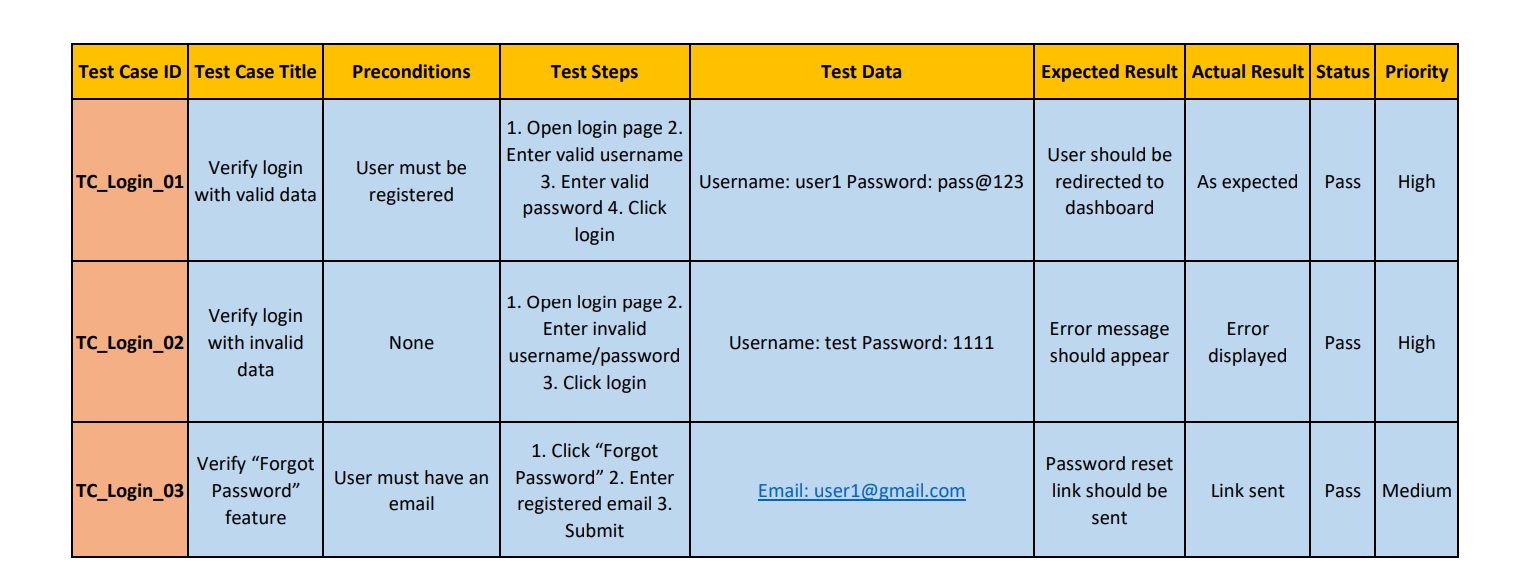 Test Case ID Test Case Title Preconditions Test Steps Test Data Expected Result Actual Result Status Priority
TC_Login_01
Verify login
with valid data
User must be
registered
1. Open login page 2.
Enter valid username
3. Enter valid
password 4. Click
login
Username: user1 Password: pass@123
User should be
redirected to
dashboard
As expected
Pass
High
TC_Login_02
Verify login
with invalid
data
None
1. Open login page 2.
Enter invalid
username/password
3. Click login
Username: test Password: 1111
Error message
should appear
Error
displayed
Pass
High
TC_Login_03
Verify “Forgot
Password”
feature
User must have an
email
1. Click “Forgot
Password” 2. Enter
registered email 3.
Submit
Email: user1@gmail.com
Password reset
link should be
sent
Link sent
Pass
Medium